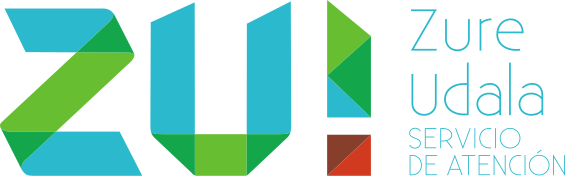 ZU!
Zure
Udala
SERVICIO
DE ATENCIÓN